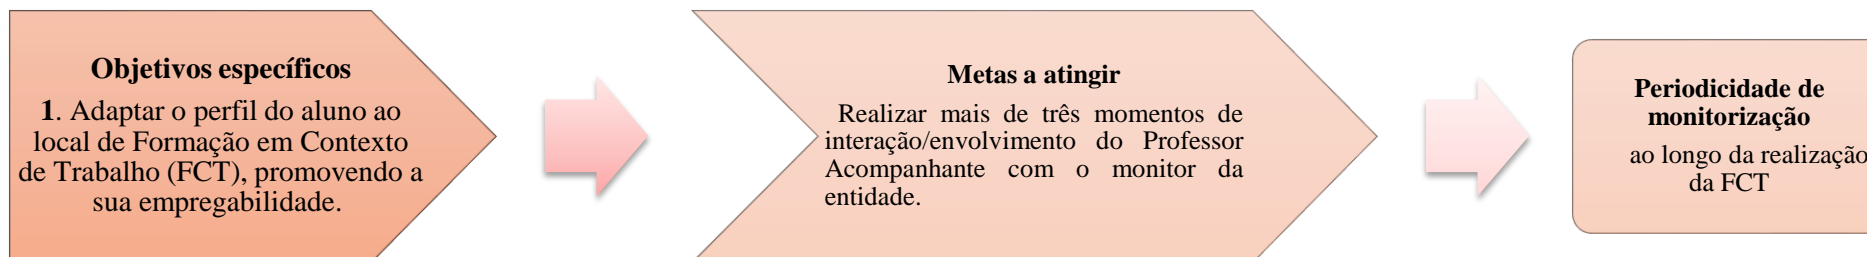 Objetivos específicos
1. Adaptar o perfil do aluno ao
local de Formação em Contexto
de Trabalho (FCT), promovendo a
sua empregabilidade.
Metas a atingir
Realizar mais de três momentos de
interação/envolvimento do Professor
Acompanhante com o monitor da
entidade.
Periodicidade de
monitorização
ao longo da realização
da FCT